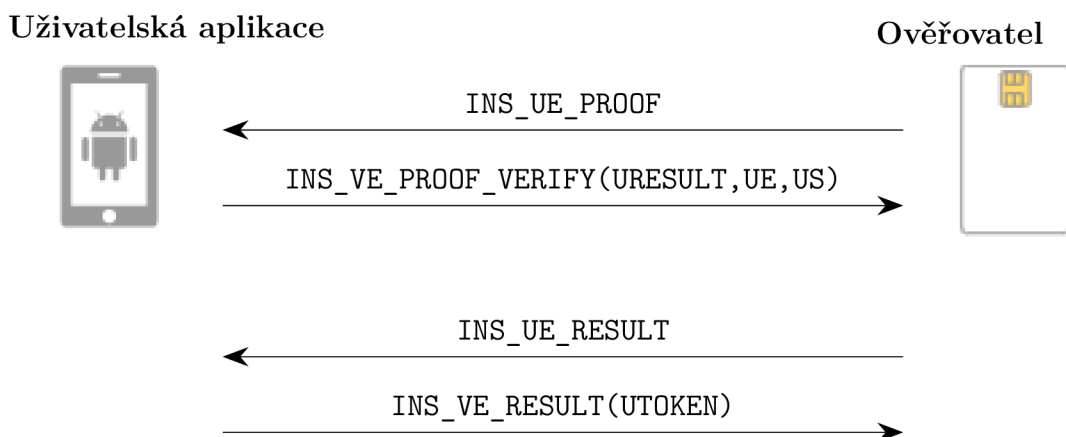 Uživatelská aplikace
Ověřovatel
INS_UE_PROOF
INS_VE_PROOF_VERIFY(URESULT,UE,US)
INS_UE_RESULT
INS_VE_RESULT(UTOKEN)